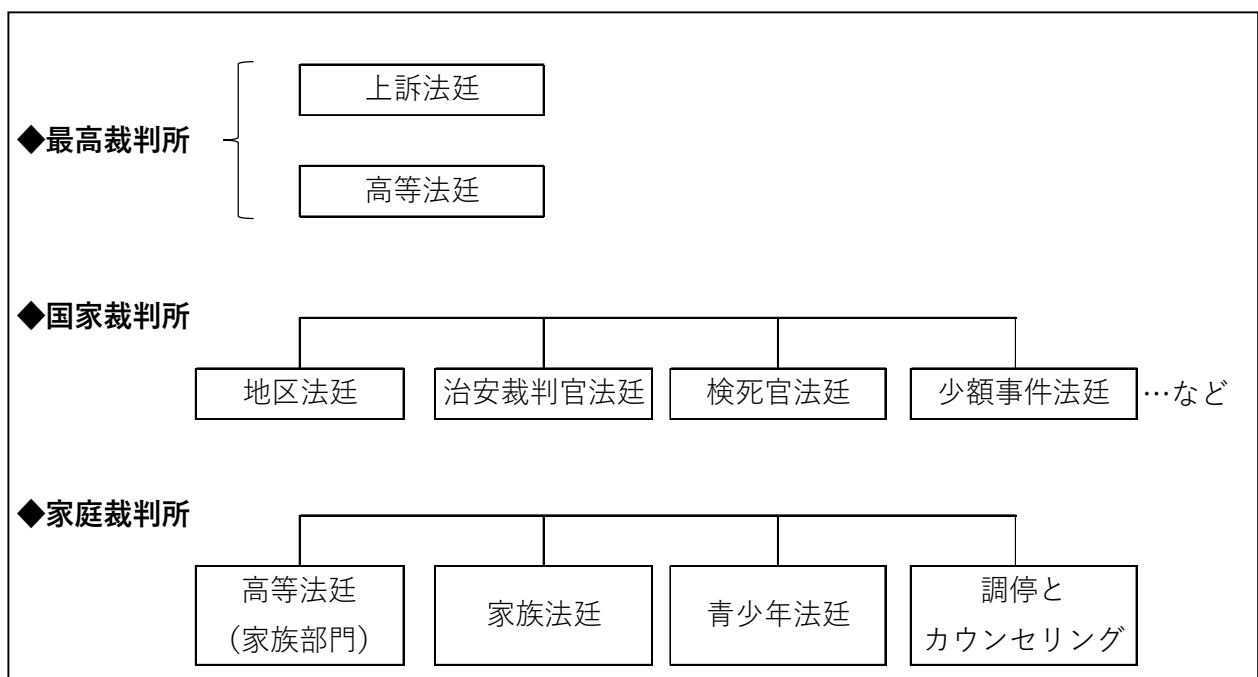 上訴法廷
◆最高裁判所
高等法廷
◆国家裁判所
地区法廷
治安裁判官法廷
検死官法廷
少額事件法廷
…など
◆家庭裁判所
高等法廷
（家族部門）
家族法廷
青少年法廷
調停と
カウンセリング